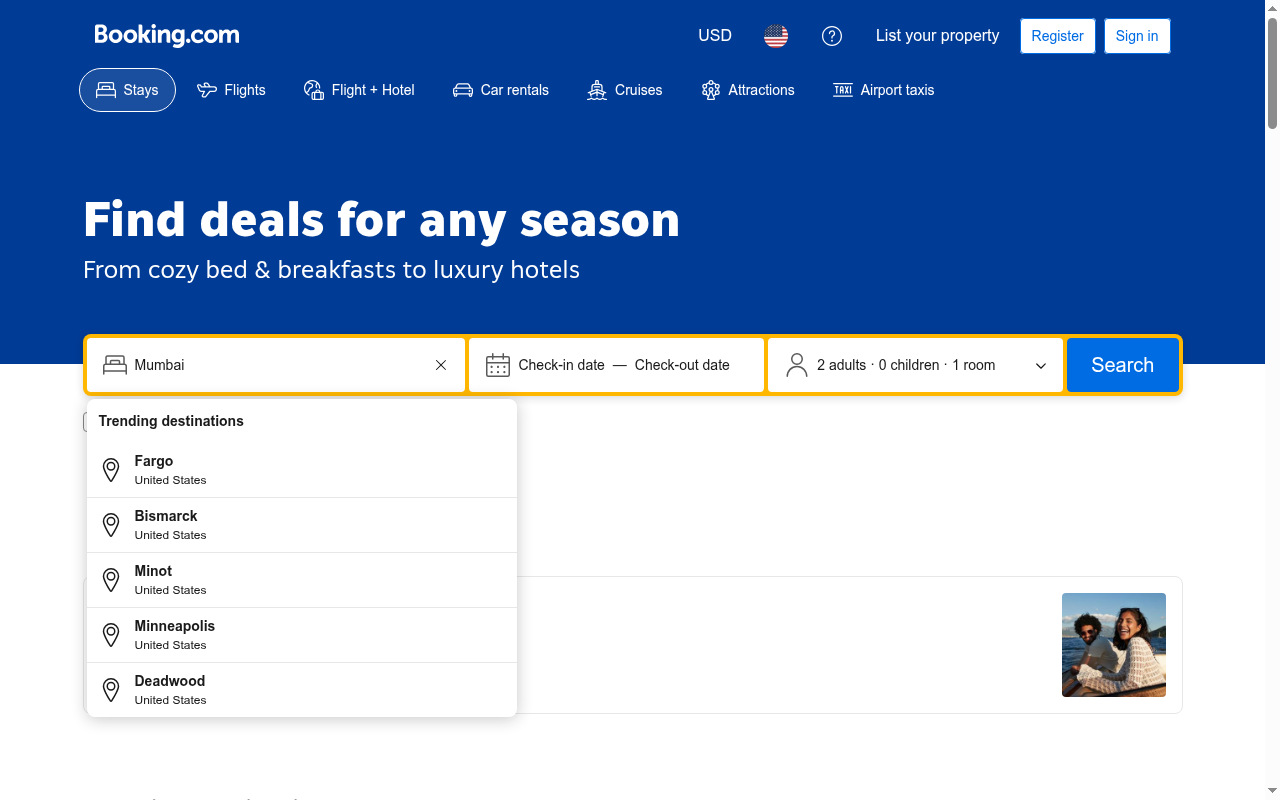 Booking.com
USD
List your property
Register
Sign in
Stays
Flights
Flight + Hotel
Car rentals
Cruises
Attractions
TAXI
Airport taxis
Find deals for any season
From cozy bed & breakfasts to luxury hotels
Mumbai
Check-in date — Check-out date
2 adults · 0 children · 1 room
Search
Trending destinations
Fargo
United States
Bismarck
United States
Minot
United States
Minneapolis
United States
Deadwood
United States